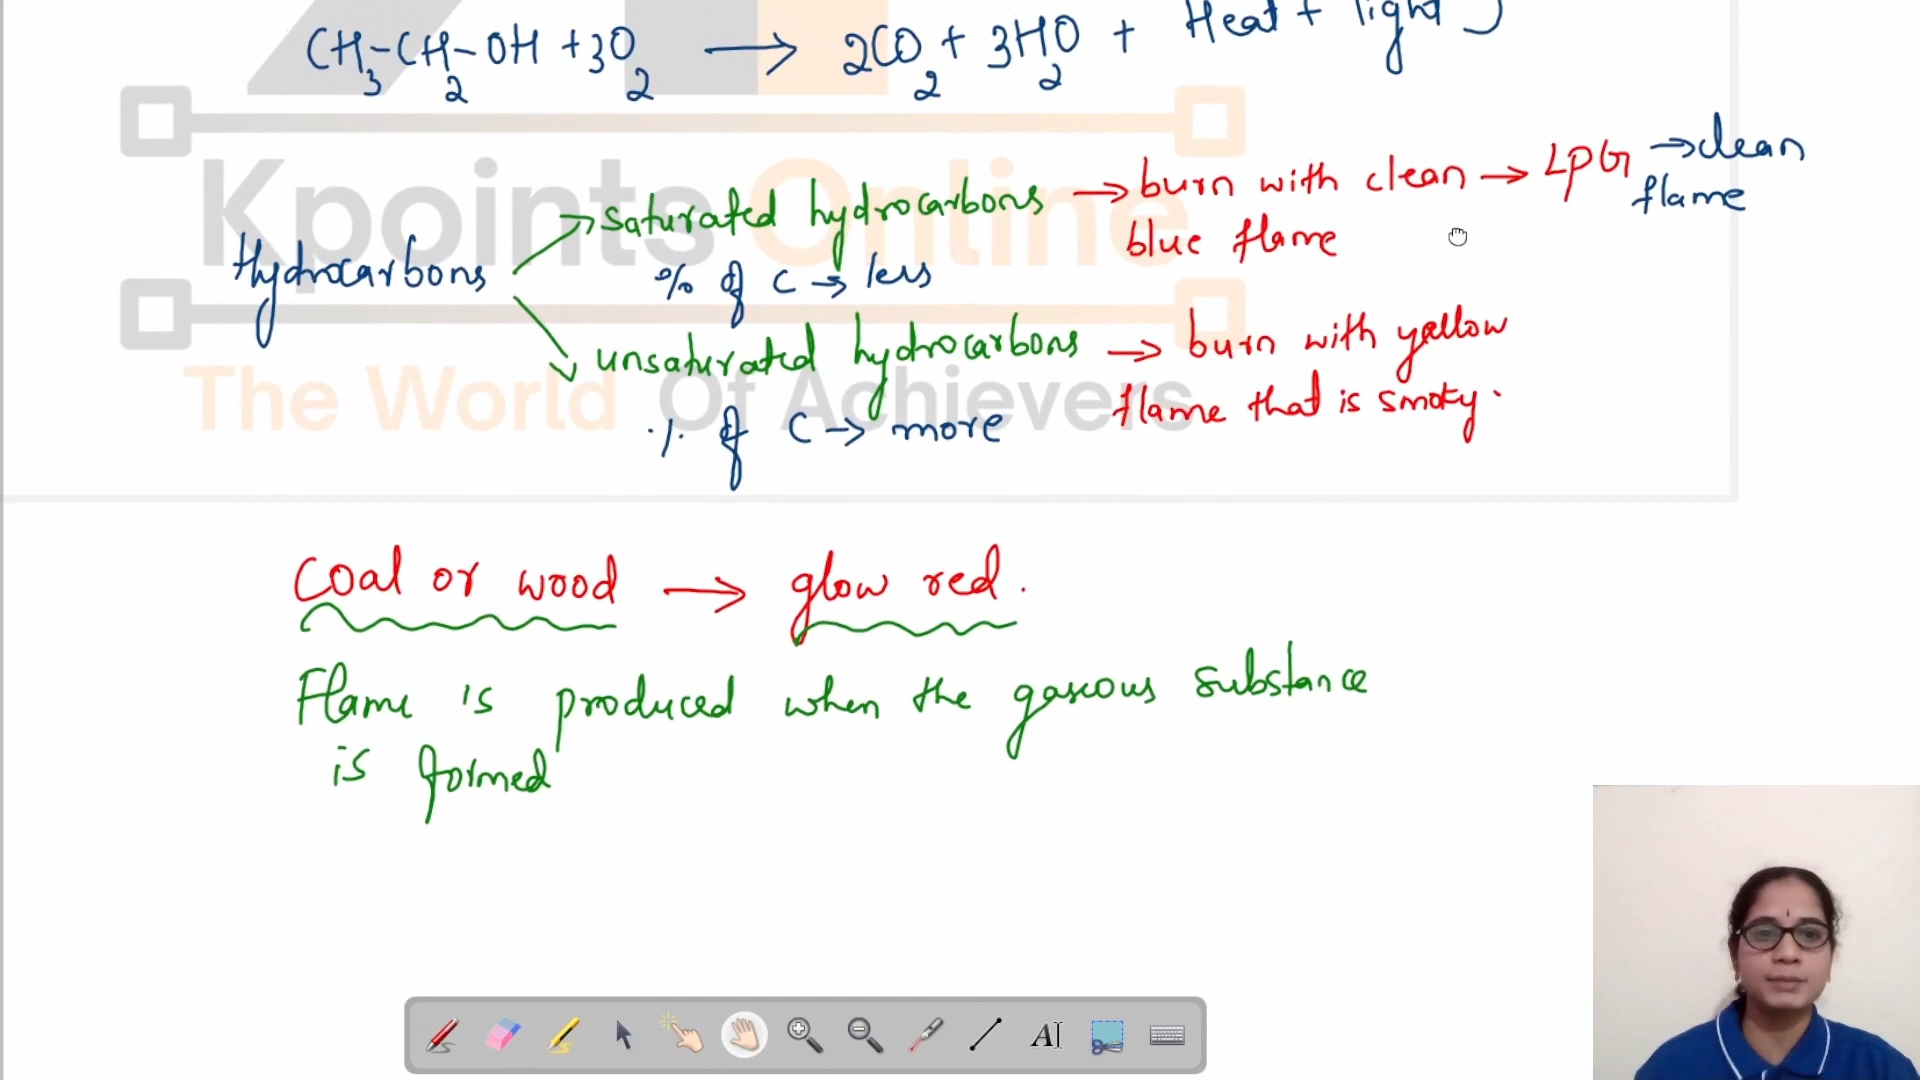 CH3-CH2-OH + 3O2 → 2CO2 + 3H2O + Heat + light
→ LPG → clean flame
saturated hydrocarbons → burn with clean blue flame
Hydrocarbons
% of C → less
unsaturated hydrocarbons → burn with yellow flame that is smoky.
% of C → more
Kpoints Online
The World Of Achievers
Coal or wood → glow red.
Flame is produced when the gaseous substance
is formed
AI